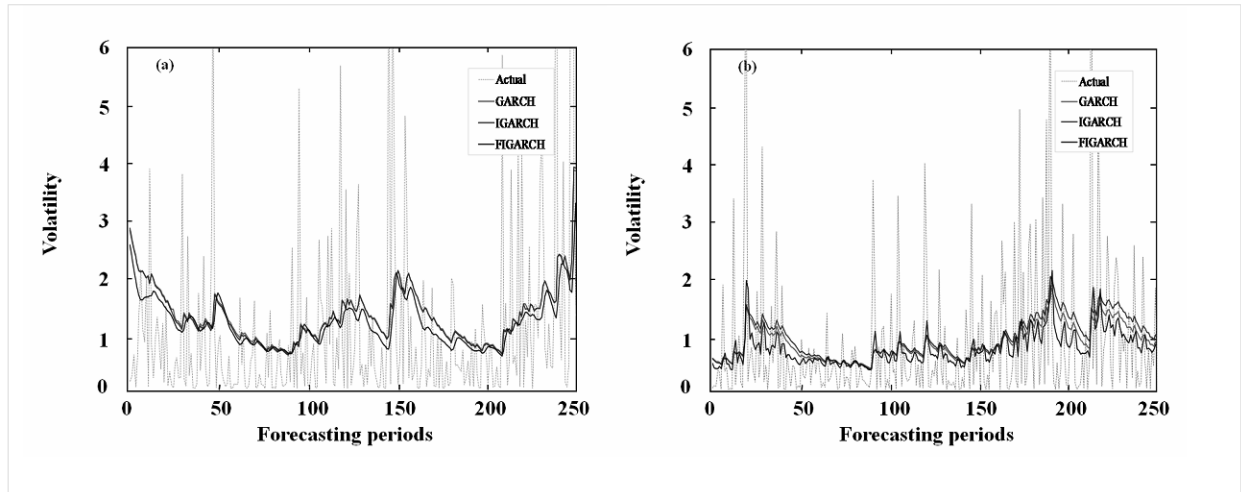 (a)
Actual
GARCH
IGARCH
FIGARCH
6
5
4
3
2
1
0
Volatility
0 50 100 150 200 250
Forecasting periods
(b)
Actual
GARCH
IGARCH
FIGARCH
6
5
4
3
2
1
0
Volatility
0 50 100 150 200 250
Forecasting periods